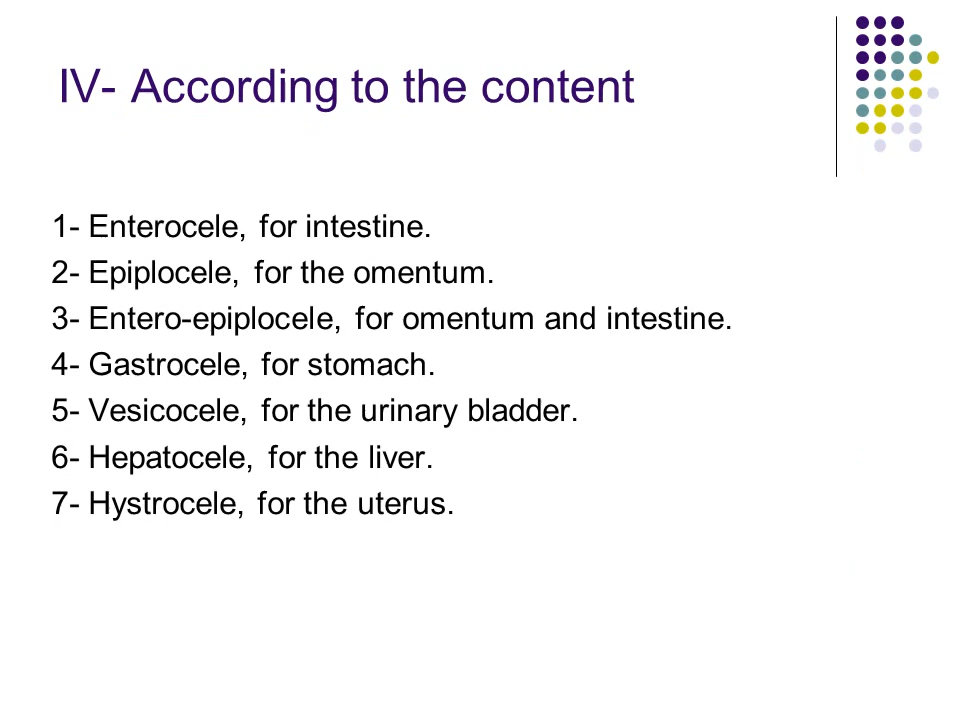 IV- According to the content
1- Enterocele, for intestine.
2- Epiplocele, for the omentum.
3- Entero-epiplocele, for omentum and intestine.
4- Gastrocele, for stomach.
5- Vesicocele, for the urinary bladder.
6- Hepatocele, for the liver.
7- Hystrocele, for the uterus.